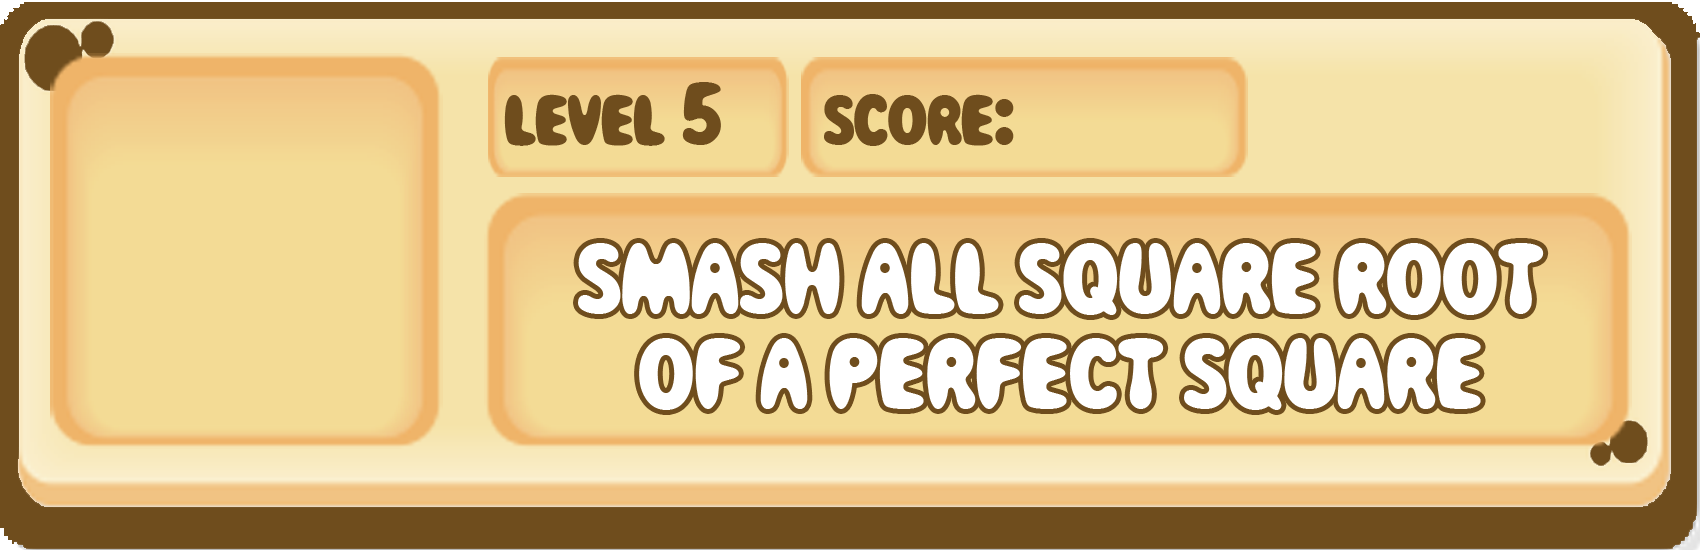 LEVEL 5
SCORE:
SMASH ALL SQUARE ROOT
OF A PERFECT SQUARE